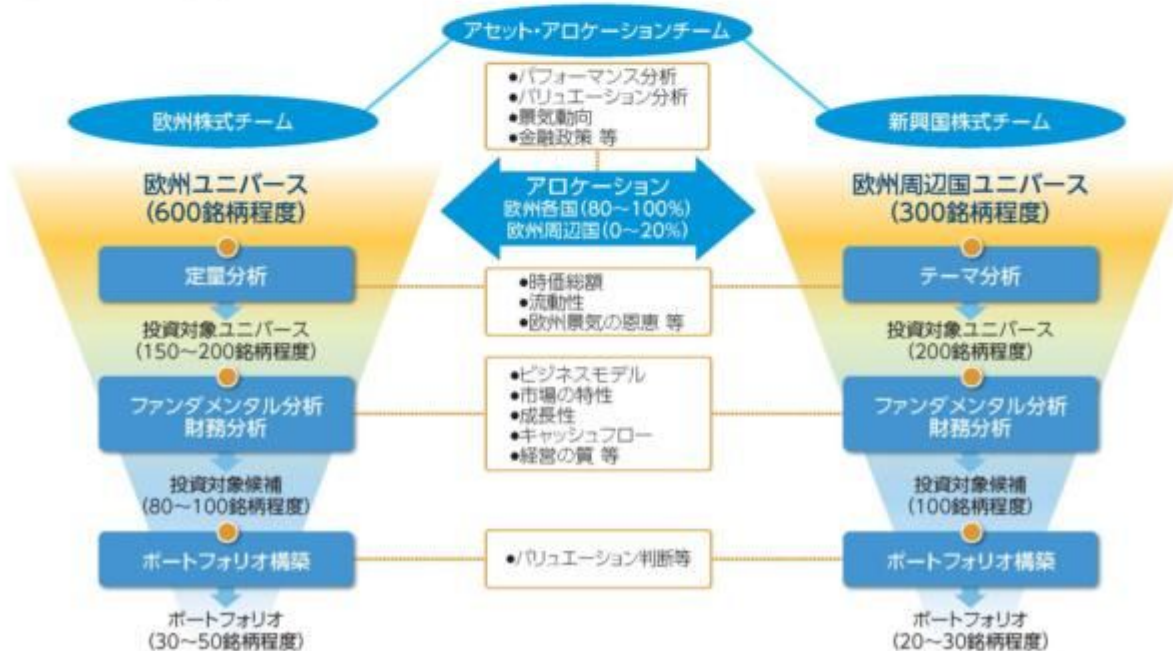 アセット・アロケーションチーム
●パフォーマンス分析
●バリュエーション分析
●景気動向
●金融政策 等
欧州株式チーム
新興国株式チーム
欧州ユニバース
(600銘柄程度)
アロケーション
欧州各国(80～100%)
欧州周辺国(0～20%)
欧州周辺国ユニバース
(300銘柄程度)
定量分析
●時価総額
●流動性
●欧州景気の恩恵 等
テーマ分析
投資対象ユニバース
(150～200銘柄程度)
投資対象ユニバース
(200銘柄程度)
ファンダメンタル分析
財務分析
●ビジネスモデル
●市場の特性
●成長性
●キャッシュフロー
●経営の質 等
ファンダメンタル分析
財務分析
投資対象候補
(80～100銘柄程度)
投資対象候補
(100銘柄程度)
ポートフォリオ構築
●バリュエーション判断等
ポートフォリオ構築
ポートフォリオ
(30～50銘柄程度)
ポートフォリオ
(20～30銘柄程度)